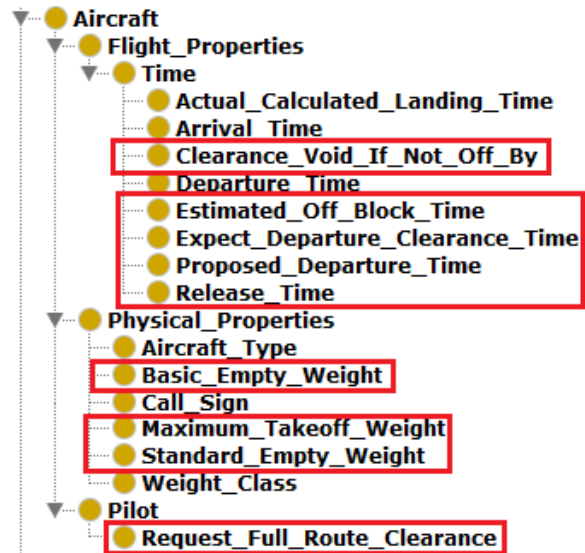 Aircraft
Flight_Properties
Time
Actual_Calculated_Landing_Time
Arrival_Time
Clearance_Void_If_Not_Off_By
Departure_Time
Estimated_Off_Block_Time
Expect_Departure_Clearance_Time
Proposed_Departure_Time
Release_Time
Physical_Properties
Aircraft_Type
Basic_Empty_Weight
Call_Sign
Maximum_Takeoff_Weight
Standard_Empty_Weight
Weight_Class
Pilot
Request_Full_Route_Clearance